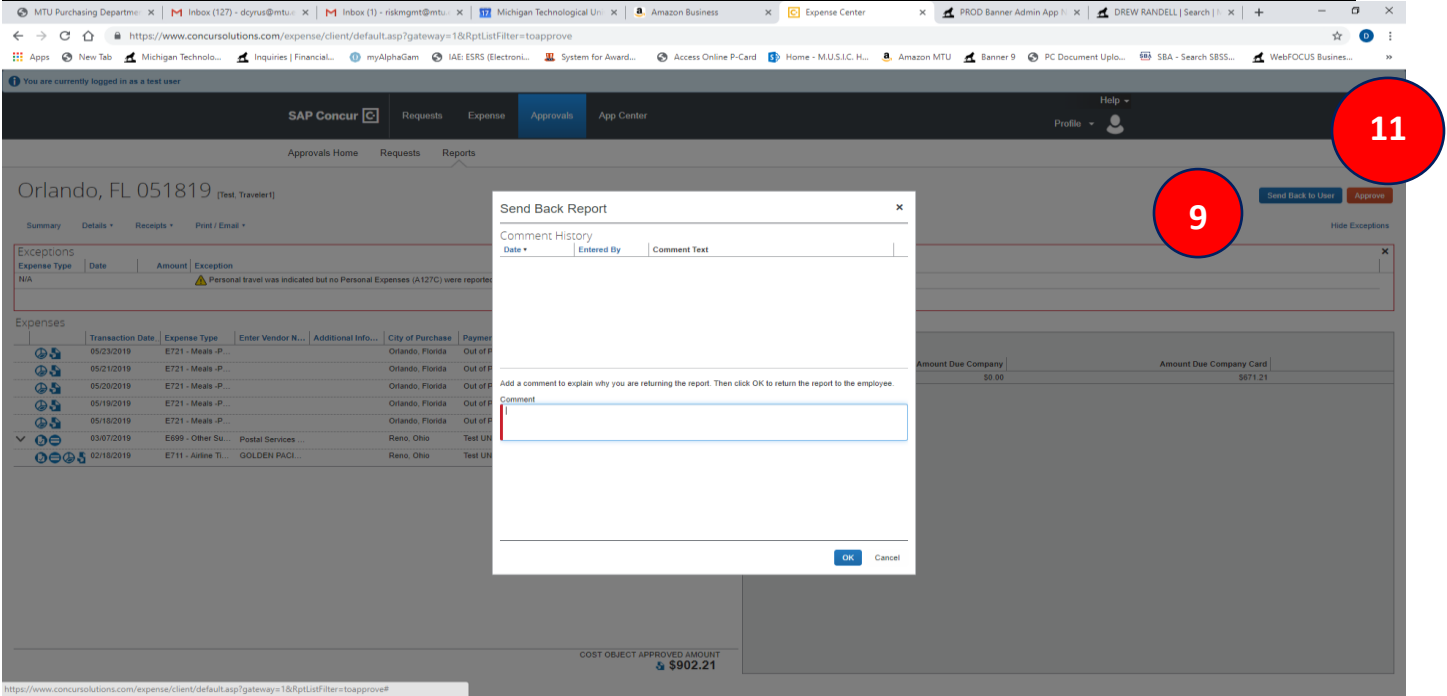 MTU Purchasing Departme
Inbox (127) - dcyrus@mtu.e
Inbox (1) - riskmgmt@mtu.
Michigan Technological Uni
Amazon Business
Expense Center
PROD Banner Admin App N
DREW RANDELL | Search |
https://www.concursolutions.com/expense/client/default.asp?gateway=1&RptListFilter=toapprove
D
Apps New Tab Michigan Technolo... Inquiries | Financial... myAlphaGam IAE: ESRS (Electroni... System for Award... Access Online P-Card Home - M.U.S.I.C. H... Amazon MTU Banner 9 PC Document Uplo... SBA - Search SBSS... WebFOCUS Busines... »
You are currently logged in as a test user
Help
SAP Concur C Requests Expense Approvals App Center
Profile
11
Approvals Home Requests Reports
Orlando, FL 051819 [Test, Traveler1]
Send Back to User Approve
9
Summary Details Receipts Print / Email
Hide Exceptions
Exceptions
Expense Type Date Amount Exception
N/A Personal travel was indicated but no Personal Expenses (A127C) were reported
Expenses
Transaction Date Expense Type Enter Vendor N... Additional Info... City of Purchase Paymen
05/23/2019 E721 - Meals -P... Orlando, Florida Out of P
05/21/2019 E721 - Meals -P... Orlando, Florida Out of P
05/20/2019 E721 - Meals -P... Orlando, Florida Out of P
05/19/2019 E721 - Meals -P... Orlando, Florida Out of P
05/18/2019 E721 - Meals -P... Orlando, Florida Out of P
03/07/2019 E699 - Other Su... Postal Services ... Reno, Ohio Test UN
02/18/2019 E711 - Airline Ti... GOLDEN PACI... Reno, Ohio Test UN
Send Back Report
Comment History
Date Entered By Comment Text
Add a comment to explain why you are returning the report. Then click OK to return the report to the employee.
Comment
OK Cancel
Amount Due Company Amount Due Company Card
$0.00 $671.21
COST OBJECT APPROVED AMOUNT
$902.21
https://www.concursolutions.com/expense/client/default.asp?gateway=1&RptListFilter=toapprove#